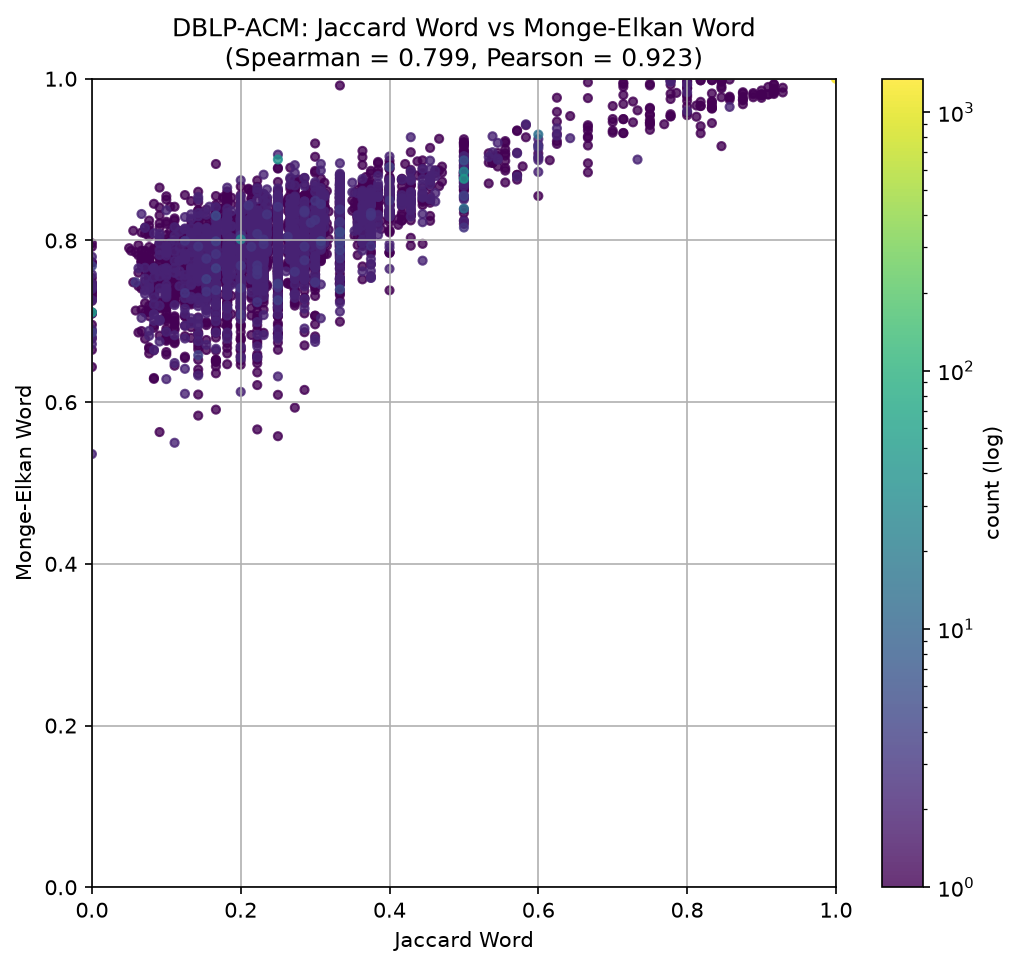 DBLP-ACM: Jaccard Word vs Monge-Elkan Word
(Spearman = 0.799, Pearson = 0.923)
1.0
0.8
0.6
0.4
0.2
0.0
Monge-Elkan Word
0.0 0.2 0.4 0.6 0.8 1.0
Jaccard Word
10³
10²
10¹
10⁰
count (log)